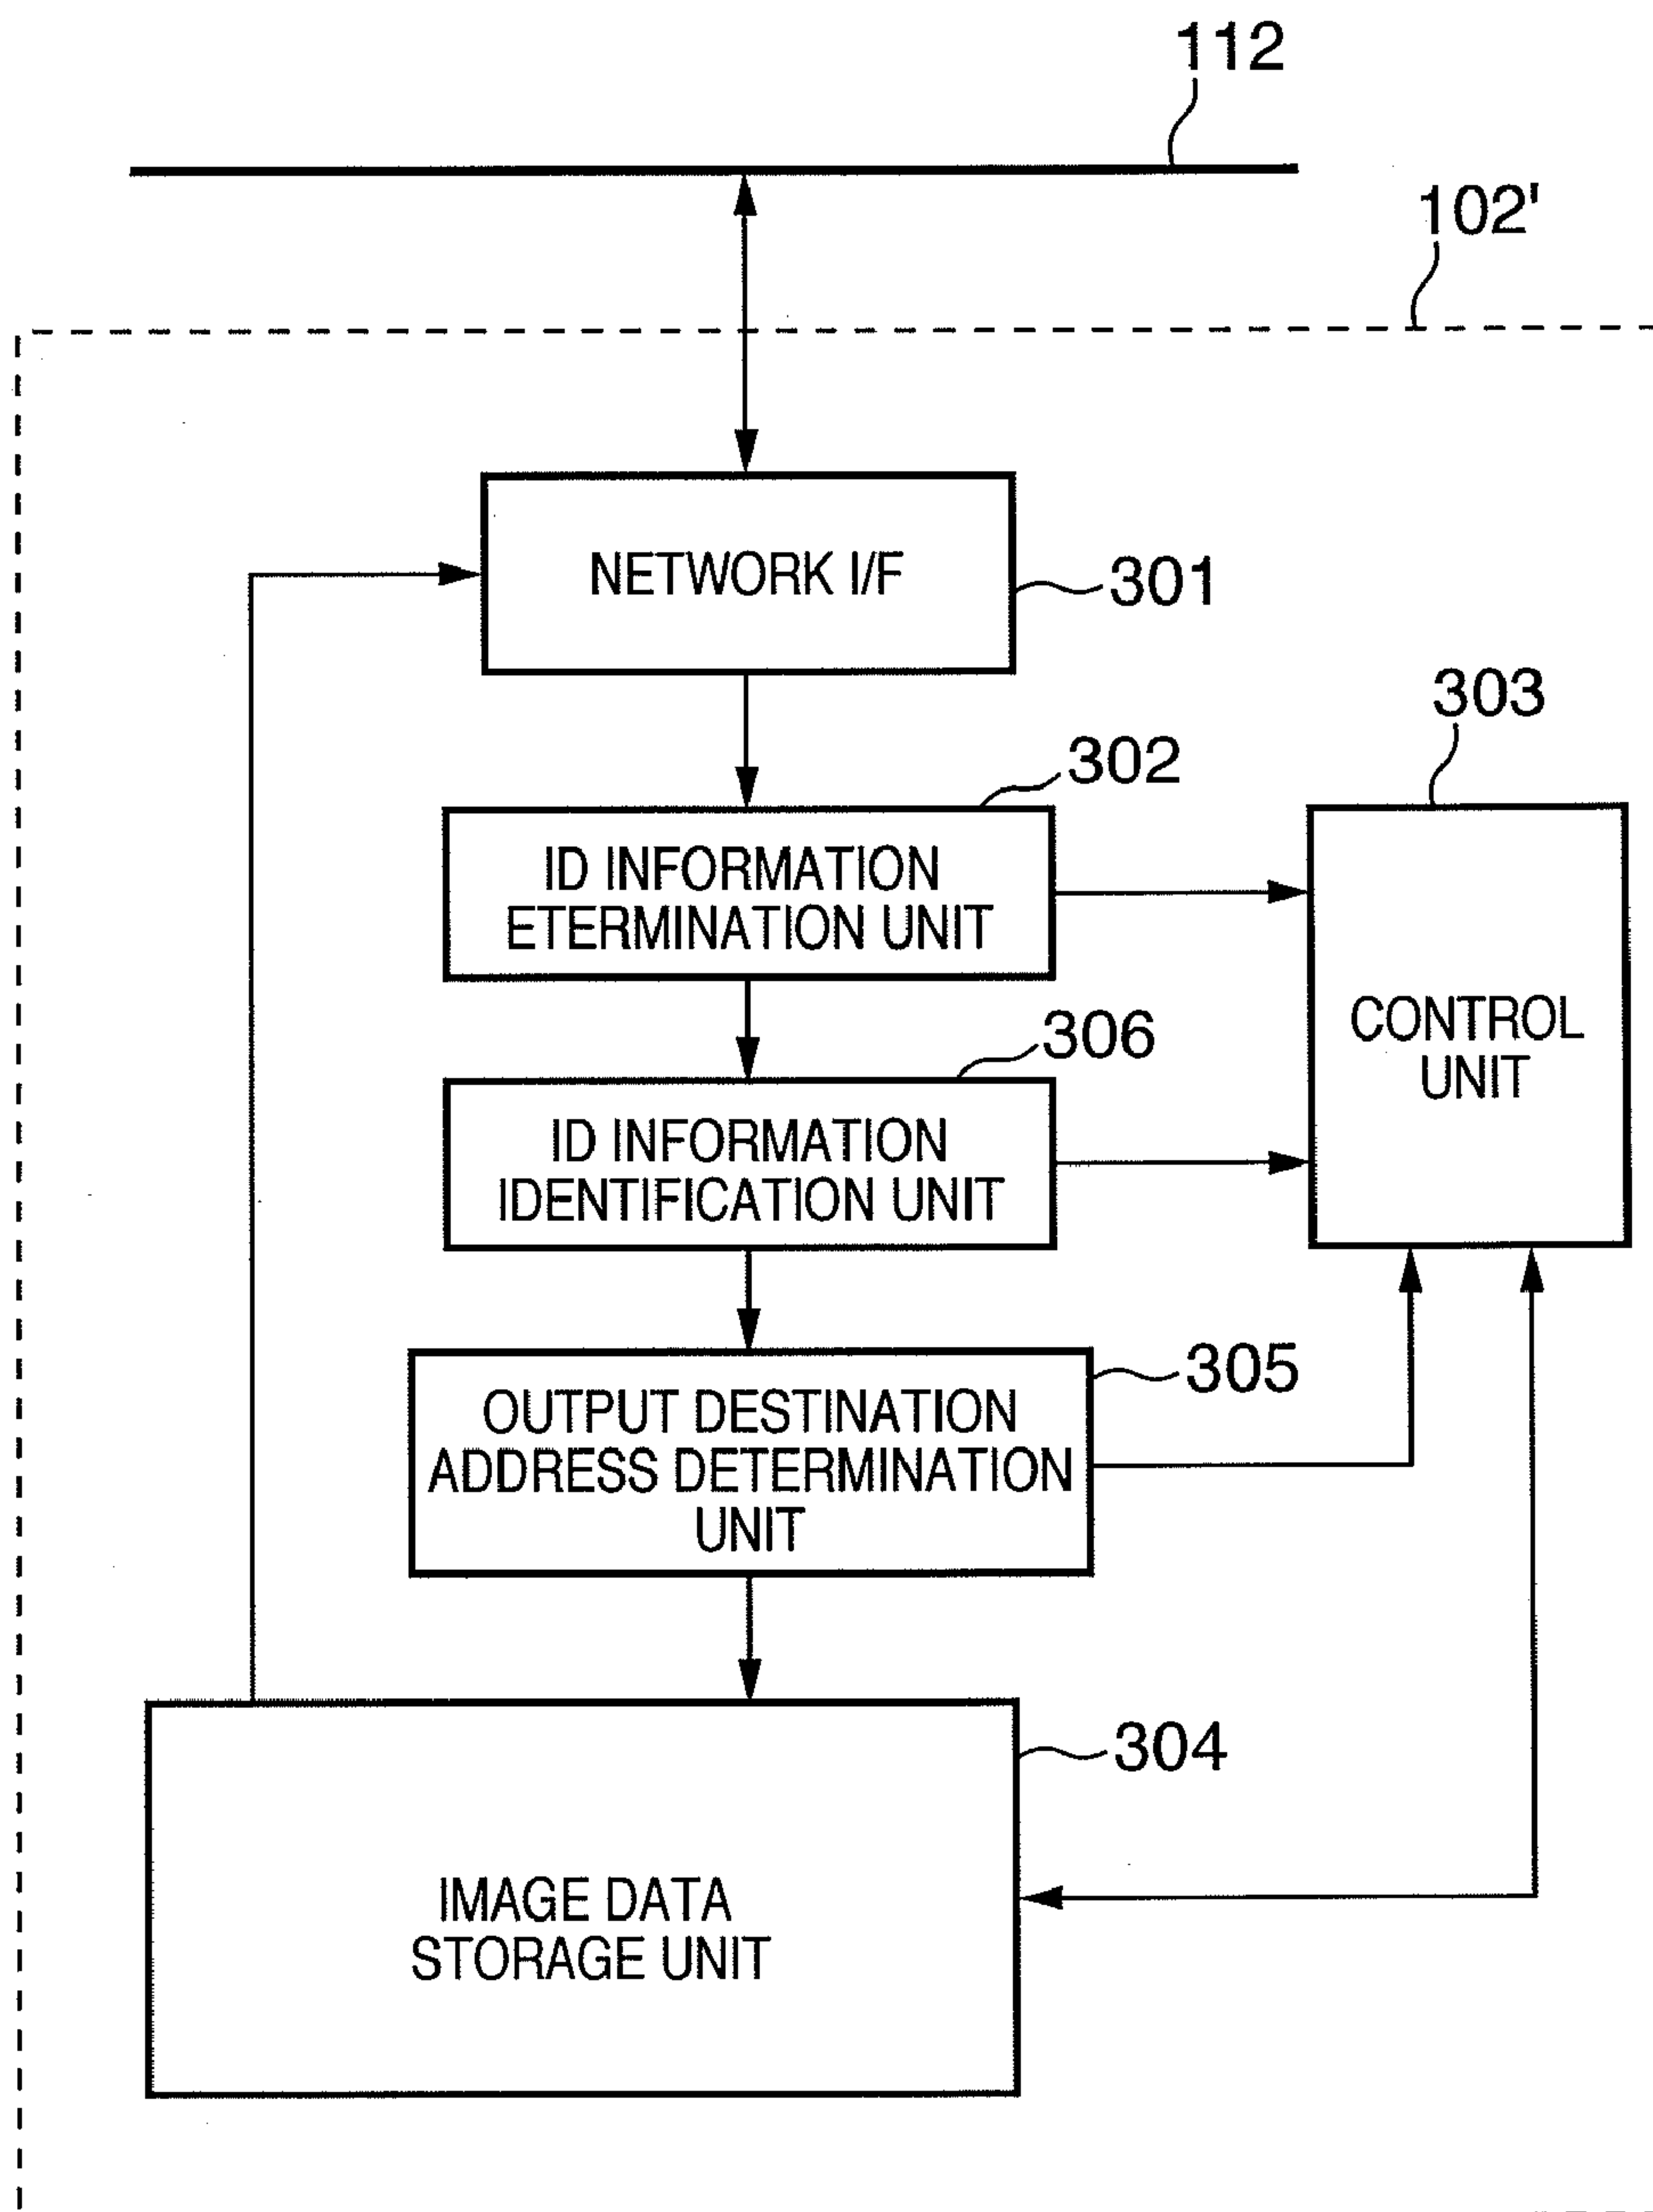 112
102'
NETWORK I/F
301
302
303
ID INFORMATION
ETERMINATION UNIT
306
CONTROL
UNIT
ID INFORMATION
IDENTIFICATION UNIT
305
OUTPUT DESTINATION
ADDRESS DETERMINATION
UNIT
304
IMAGE DATA
STORAGE UNIT